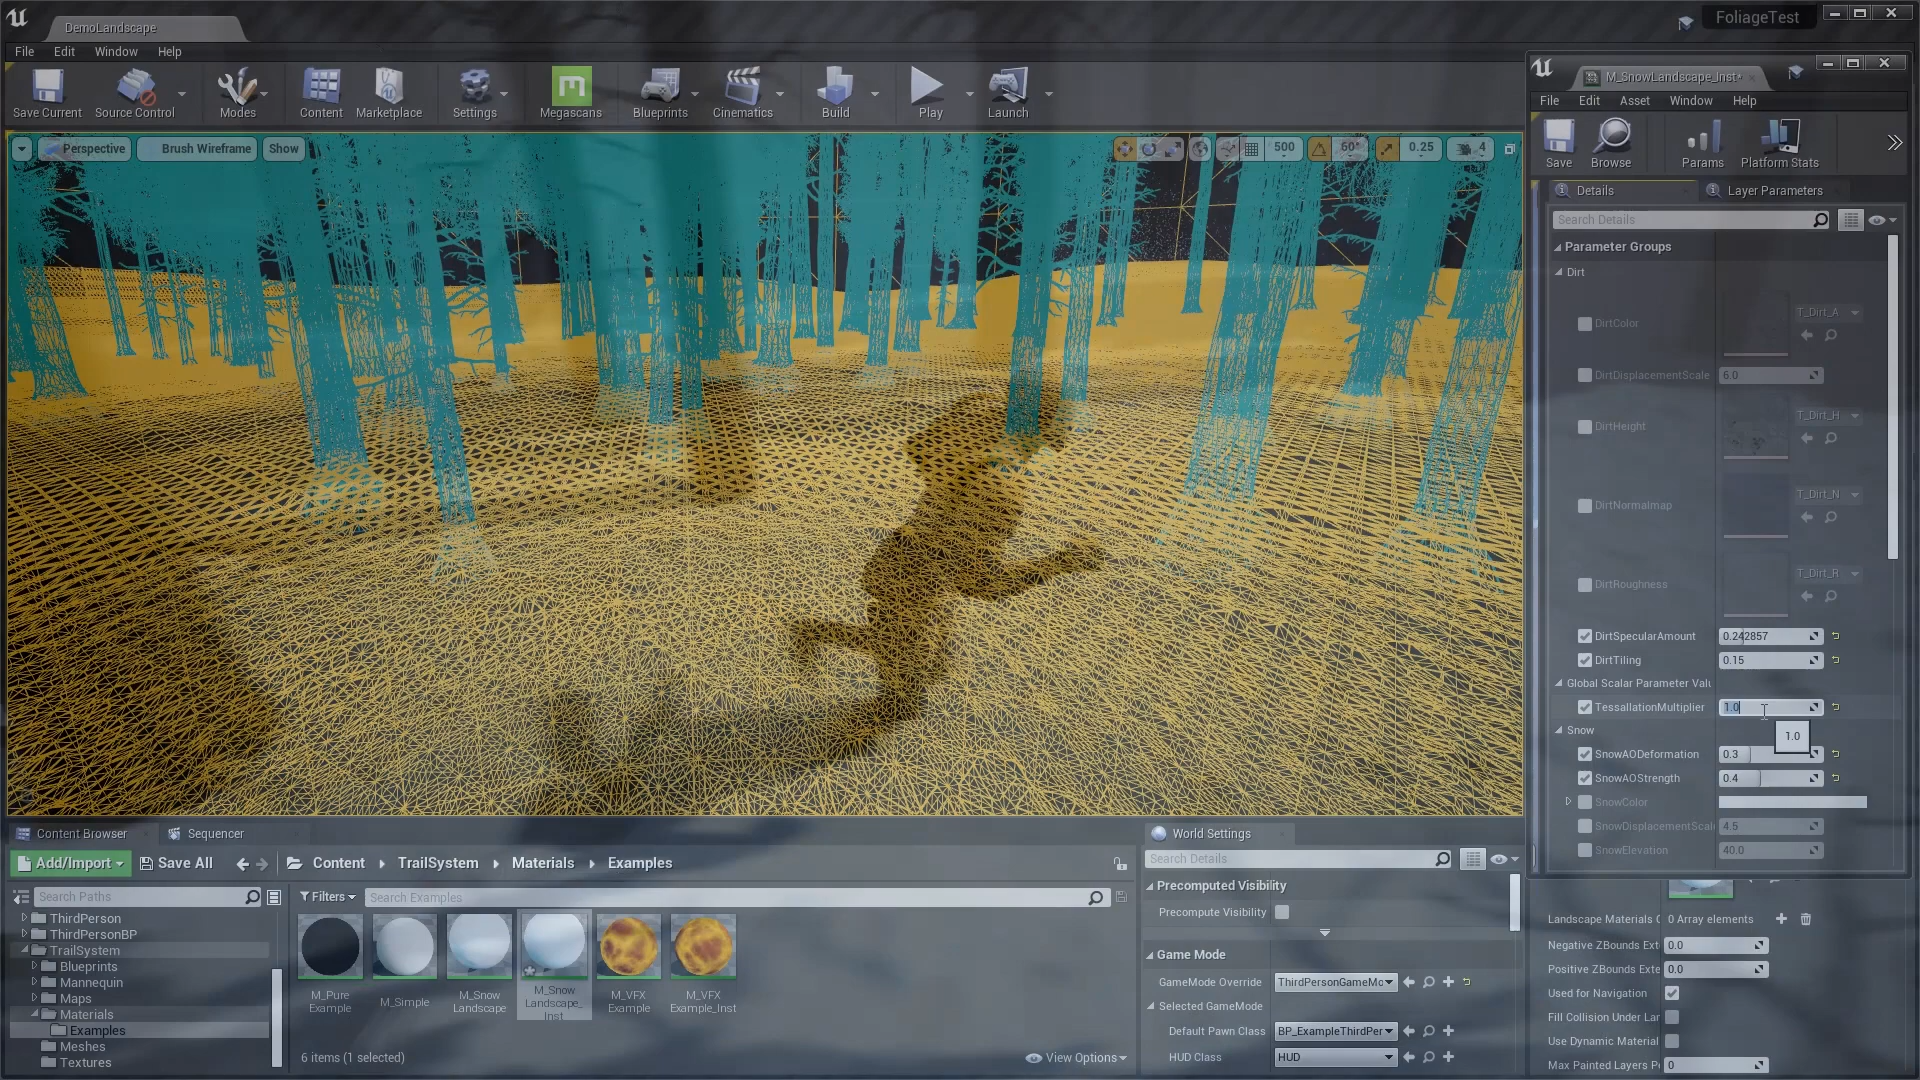 DemoLandscape
FoliageTest
File Edit Window Help
Save Current
Source Control
Modes
Content
Marketplace
Settings
Megascans
Blueprints
Cinematics
Build
Play
Launch
Perspective
Brush Wireframe
Show
500
60°
0.25
4
M_SnowLandscape_Inst*
File Edit Asset Window Help
Save
Browse
Params
Platform Stats
Details
Layer Parameters
Search Details
Parameter Groups
Dirt
DirtColor
T_Dirt_A
DirtDisplacementScale
6.0
DirtHeight
T_Dirt_H
DirtNormalmap
T_Dirt_N
DirtRoughness
T_Dirt_R
DirtSpecularAmount
0.242857
DirtTiling
0.15
Global Scalar Parameter Valu
TessallationMultiplier
1.0
Snow
1.0
SnowAODeformation
0.3
SnowAOStrength
0.4
SnowColor
SnowDisplacementScal
4.5
SnowElevation
40.0
Content Browser
Sequencer
Add/Import
Save All
Content
TrailSystem
Materials
Examples
Search Paths
Filters
Search Examples
ThirdPerson
ThirdPersonBP
TrailSystem
Blueprints
Mannequin
Maps
Materials
Examples
Meshes
Textures
M_Pure
Example
M_Simple
M_Snow
Landscape
M_Snow
Landscape_
Inst
M_VFX
Example
M_VFX
Example_Inst
6 items (1 selected)
View Options
World Settings
Search Details
Precomputed Visibility
Precompute Visibility
Game Mode
GameMode Override
ThirdPersonGameMo
Selected GameMode
Default Pawn Class
BP_ExampleThirdPer
HUD Class
HUD
Landscape Materials O
0 Array elements
Negative ZBounds Exte
0.0
Positive ZBounds Exte
0.0
Used for Navigation
Fill Collision Under Lar
Use Dynamic Material
Max Painted Layers P
0